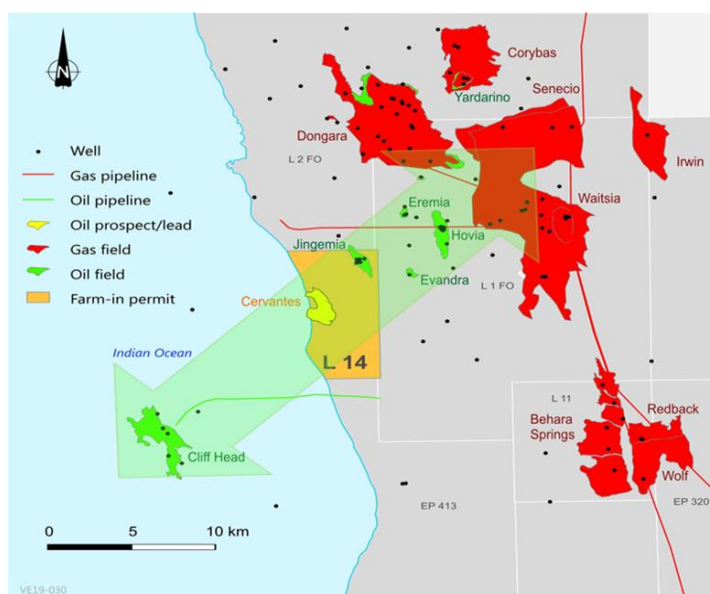 N
Well
Gas pipeline
Oil pipeline
Oil prospect/lead
Gas field
Oil field
Farm-in permit
Corybas
Yardarino
Senecio
Dongara
L 2 FO
Irwin
Waitsia
Eremia
Hovia
Jingemia
Evandra
L 1 FO
Cervantes
L 14
Indian Ocean
Cliff Head
L 11
Redback
Behara
Springs
Wolf
EP 413
EP 320
0 5 10 km
VE19-030